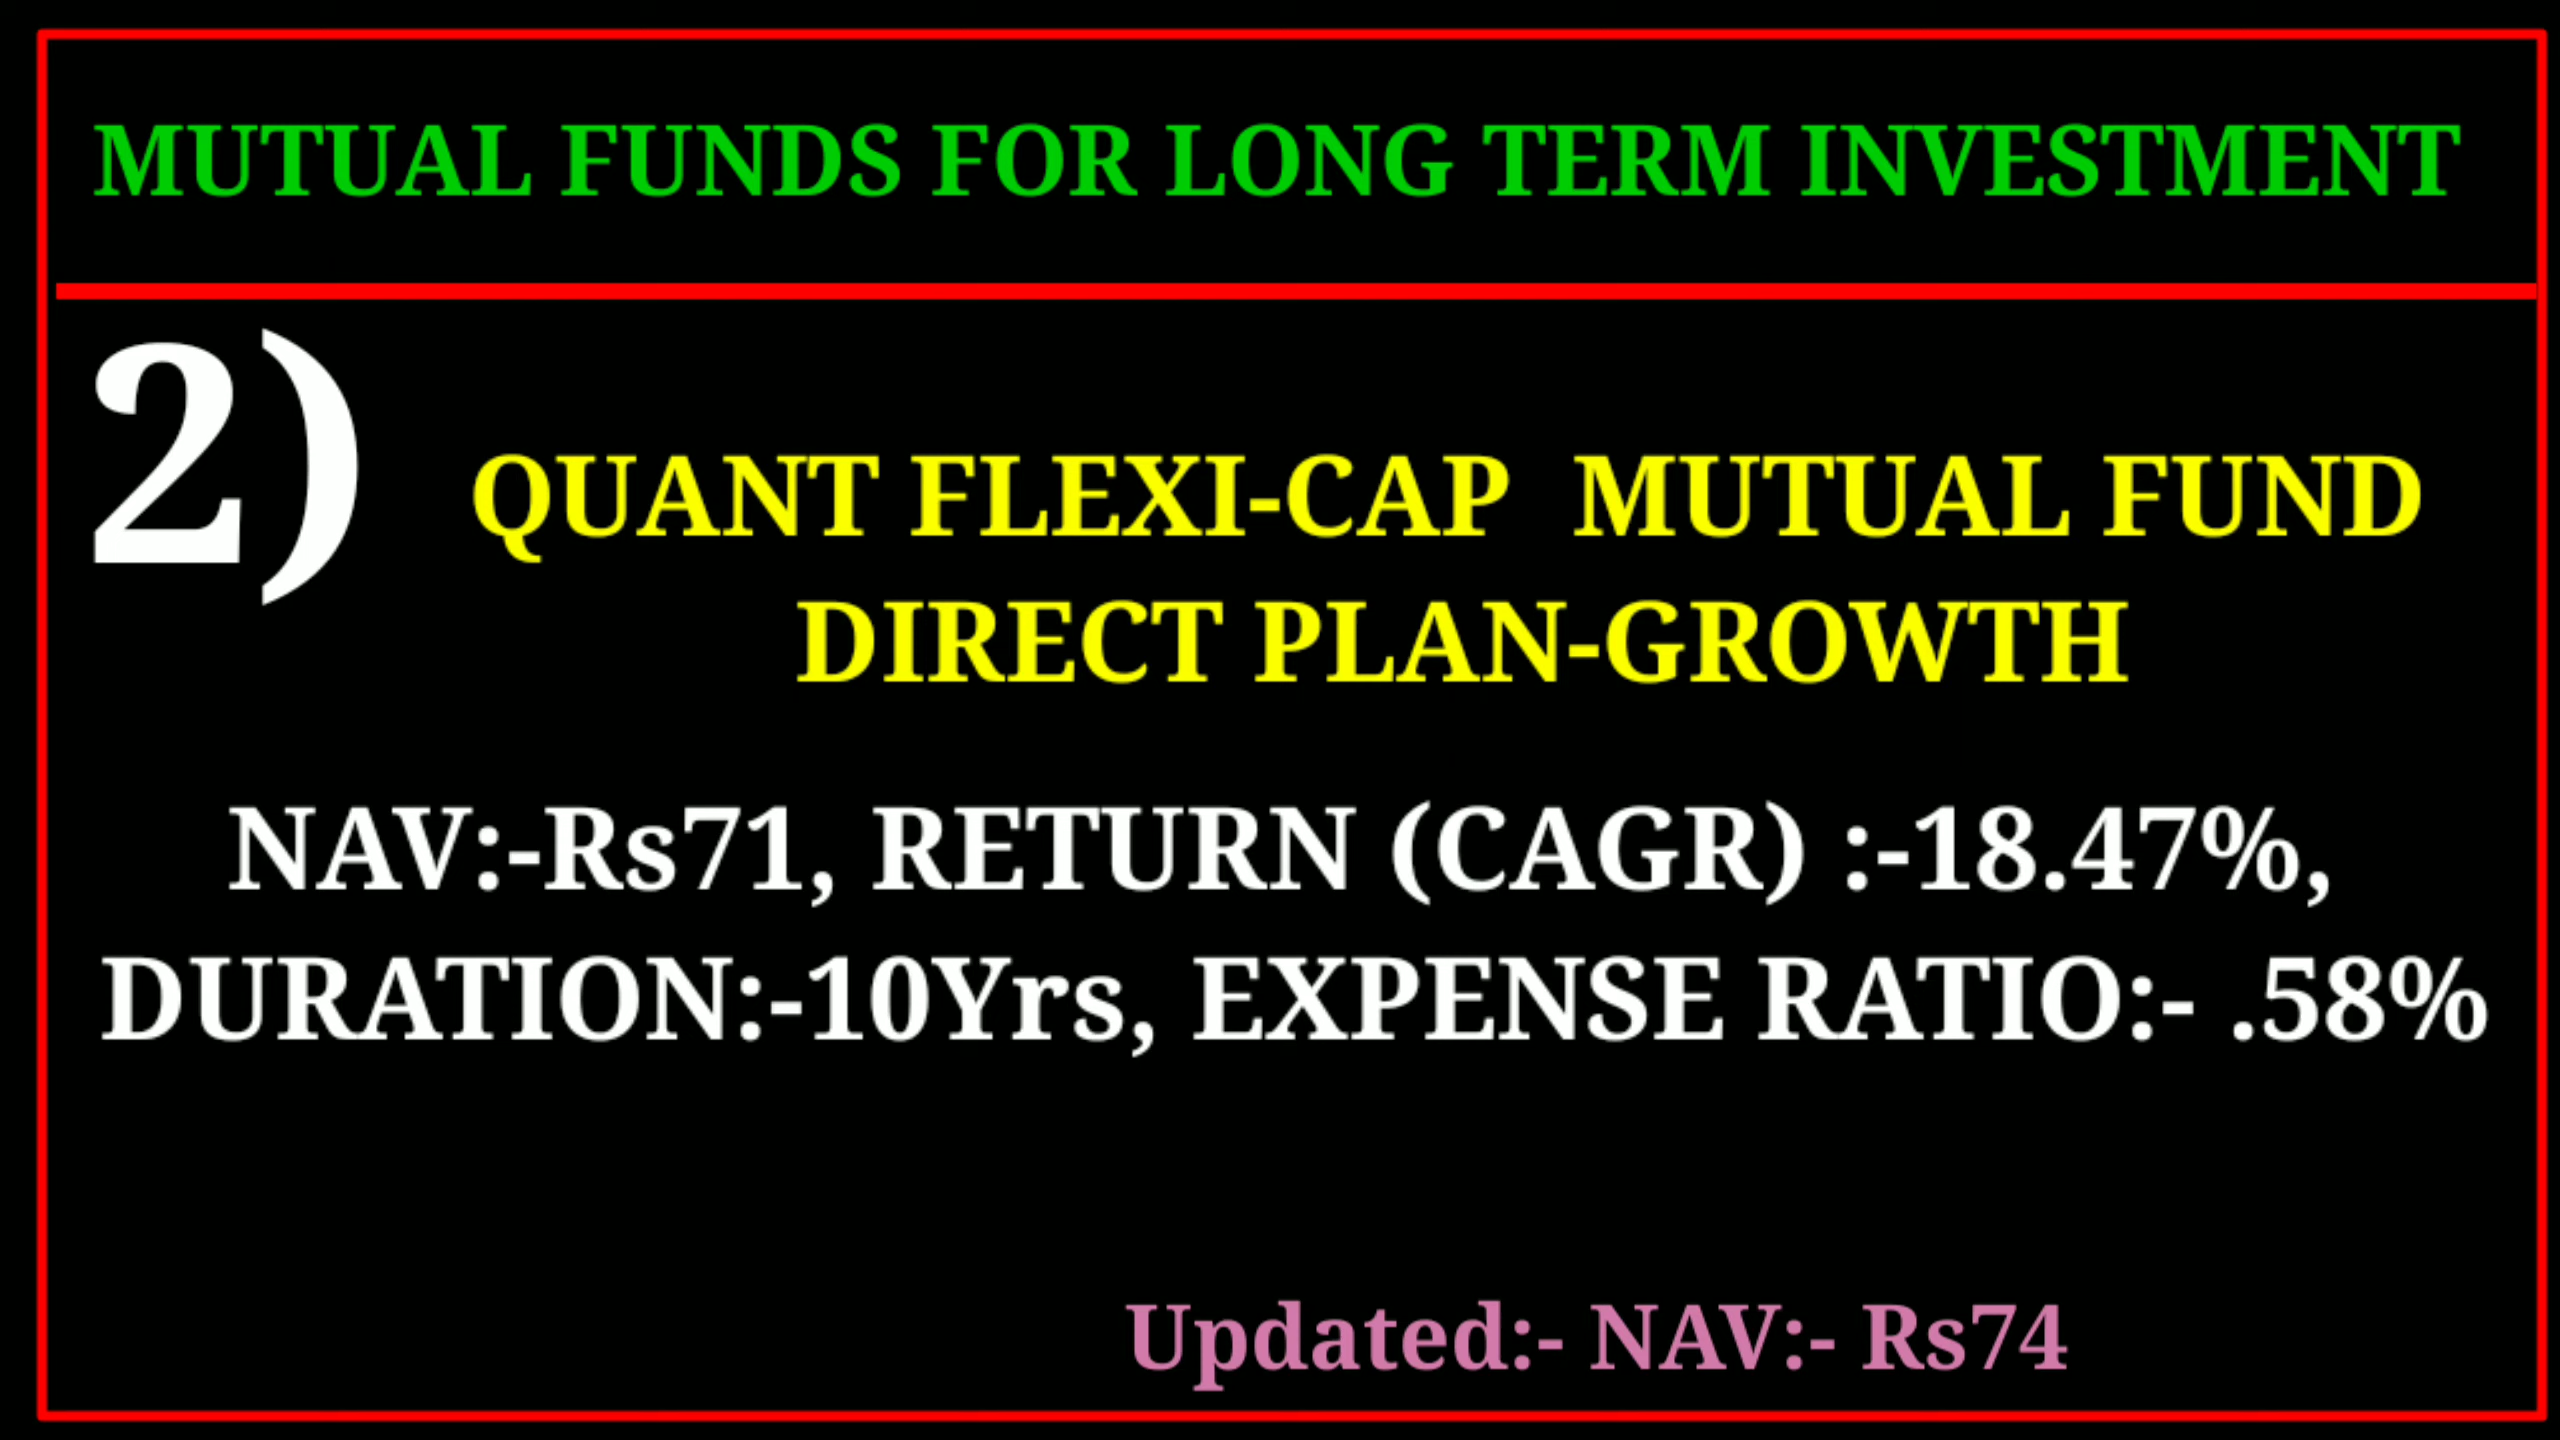 MUTUAL FUNDS FOR LONG TERM INVESTMENT
2)
QUANT FLEXI-CAP MUTUAL FUND
DIRECT PLAN-GROWTH
NAV:-Rs71, RETURN (CAGR) :-18.47%,
DURATION:-10Yrs, EXPENSE RATIO:- .58%
Updated:- NAV:- Rs74